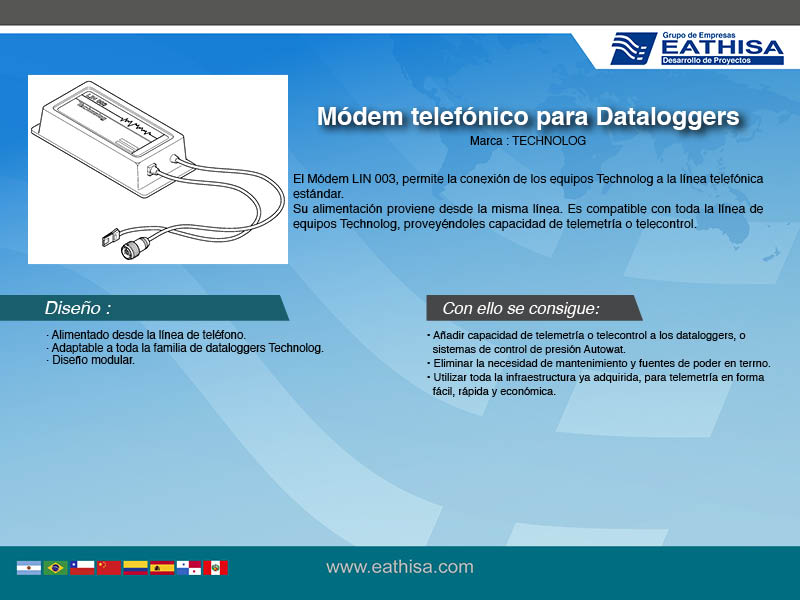 Grupo de Empresas
EATHISA
Desarrollo de Proyectos
LIN 003
Technolog
Módem telefónico para Dataloggers
Marca : TECHNOLOG
El Módem LIN 003, permite la conexión de los equipos Technolog a la línea telefónica
estándar.
Su alimentación proviene desde la misma línea. Es compatible con toda la línea de
equipos Technolog, proveyéndoles capacidad de telemetría o telecontrol.
Diseño :
· Alimentado desde la línea de teléfono.
· Adaptable a toda la familia de dataloggers Technolog.
· Diseño modular.
Con ello se consigue:
· Añadir capacidad de telemetría o telecontrol a los dataloggers, o
sistemas de control de presión Autowat.
· Eliminar la necesidad de mantenimiento y fuentes de poder en terrno.
· Utilizar toda la infraestructura ya adquirida, para telemetría en forma
fácil, rápida y económica.
www.eathisa.com